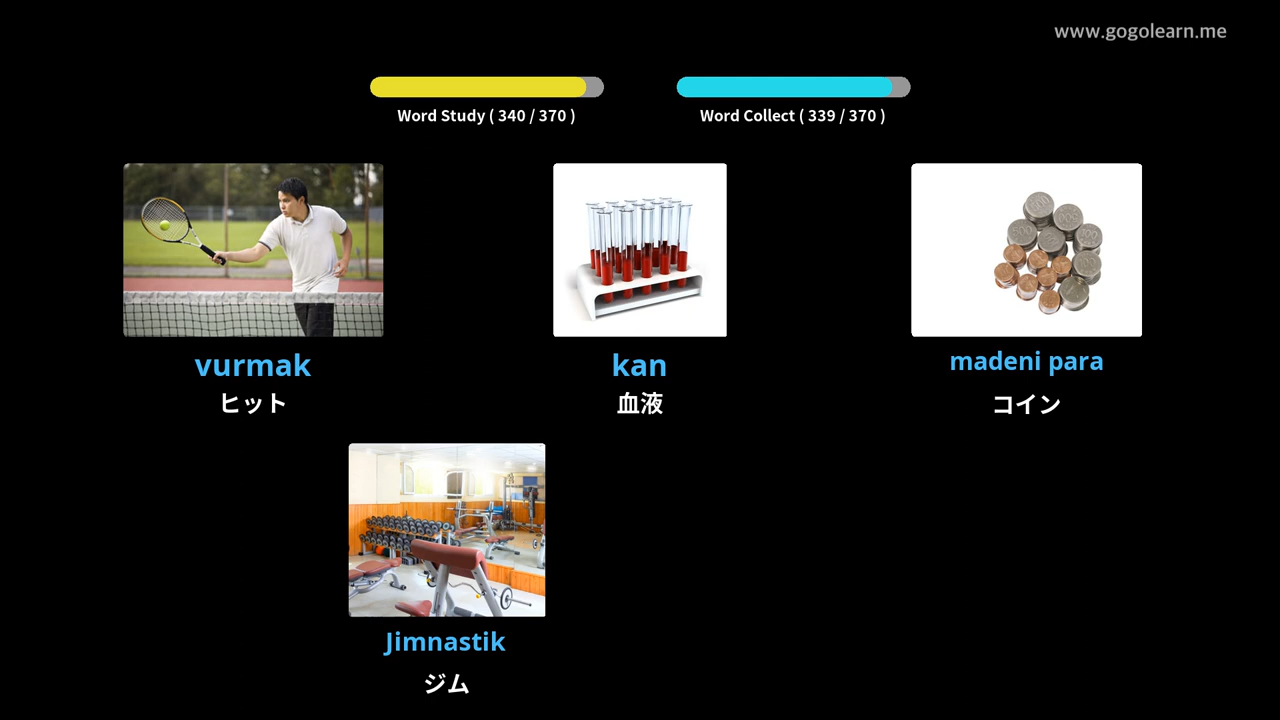 www.gogolearn.me
Word Study ( 340 / 370 )
Word Collect ( 339 / 370 )
vurmak
ヒット
kan
血液
madeni para
コイン
Jimnastik
ジム